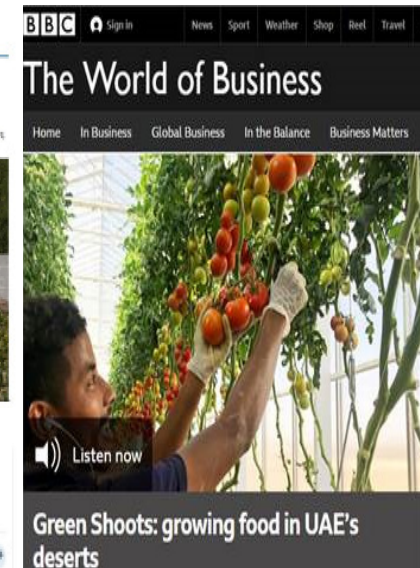 BBC Sign in News Sport Weather Shop Reel Travel
The World of Business
Home In Business Global Business In the Balance Business Matters
Listen now
Green Shoots: growing food in UAE's
deserts